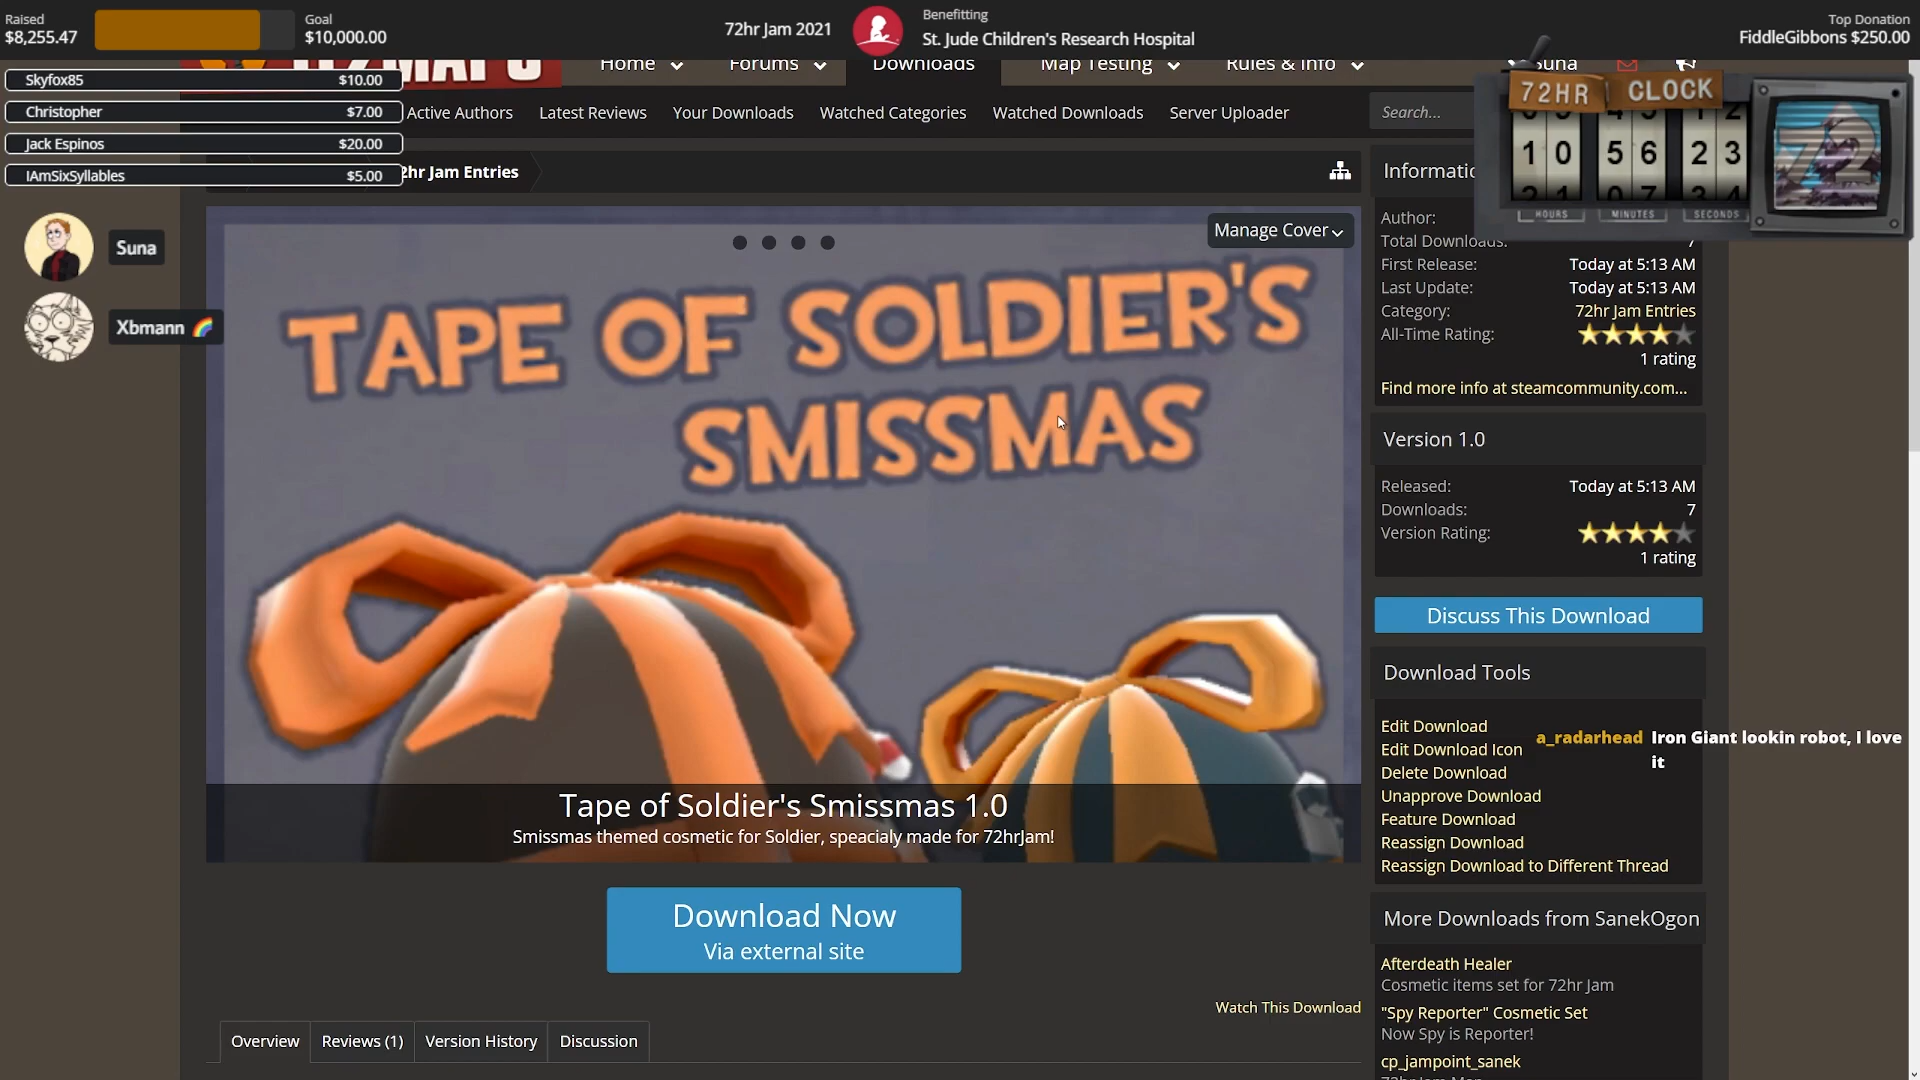 Raised
$8,255.47
Goal
$10,000.00
72hr Jam 2021
Benefitting
St. Jude Children's Research Hospital
Top Donation
FiddleGibbons $250.00
Skyfox85 $10.00
Christopher $7.00
Jack Espinos $20.00
IAmSixSyllables $5.00
Home
Forums
Downloads
Map Testing
Rules & Info
Suna
Active Authors
Latest Reviews
Your Downloads
Watched Categories
Watched Downloads
Server Uploader
Search...
72HR CLOCK
10 56 23
HOURS MINUTES SECONDS
72
2hr Jam Entries
Suna
Xbmann
Manage Cover
TAPE OF SOLDIER'S
SMISSMAS
Tape of Soldier's Smissmas 1.0
Smissmas themed cosmetic for Soldier, speacialy made for 72hrJam!
Download Now
Via external site
Watch This Download
Overview
Reviews (1)
Version History
Discussion
Author:
Total Downloads: 7
First Release: Today at 5:13 AM
Last Update: Today at 5:13 AM
Category: 72hr Jam Entries
All-Time Rating:
1 rating
Find more info at steamcommunity.com...
Version 1.0
Released: Today at 5:13 AM
Downloads: 7
Version Rating:
1 rating
Discuss This Download
Download Tools
Edit Download
Edit Download Icon
Delete Download
Unapprove Download
Feature Download
Reassign Download
Reassign Download to Different Thread
a_radarhead Iron Giant lookin robot, I love
it
More Downloads from SanekOgon
Afterdeath Healer
Cosmetic items set for 72hr Jam
"Spy Reporter" Cosmetic Set
Now Spy is Reporter!
cp_jampoint_sanek